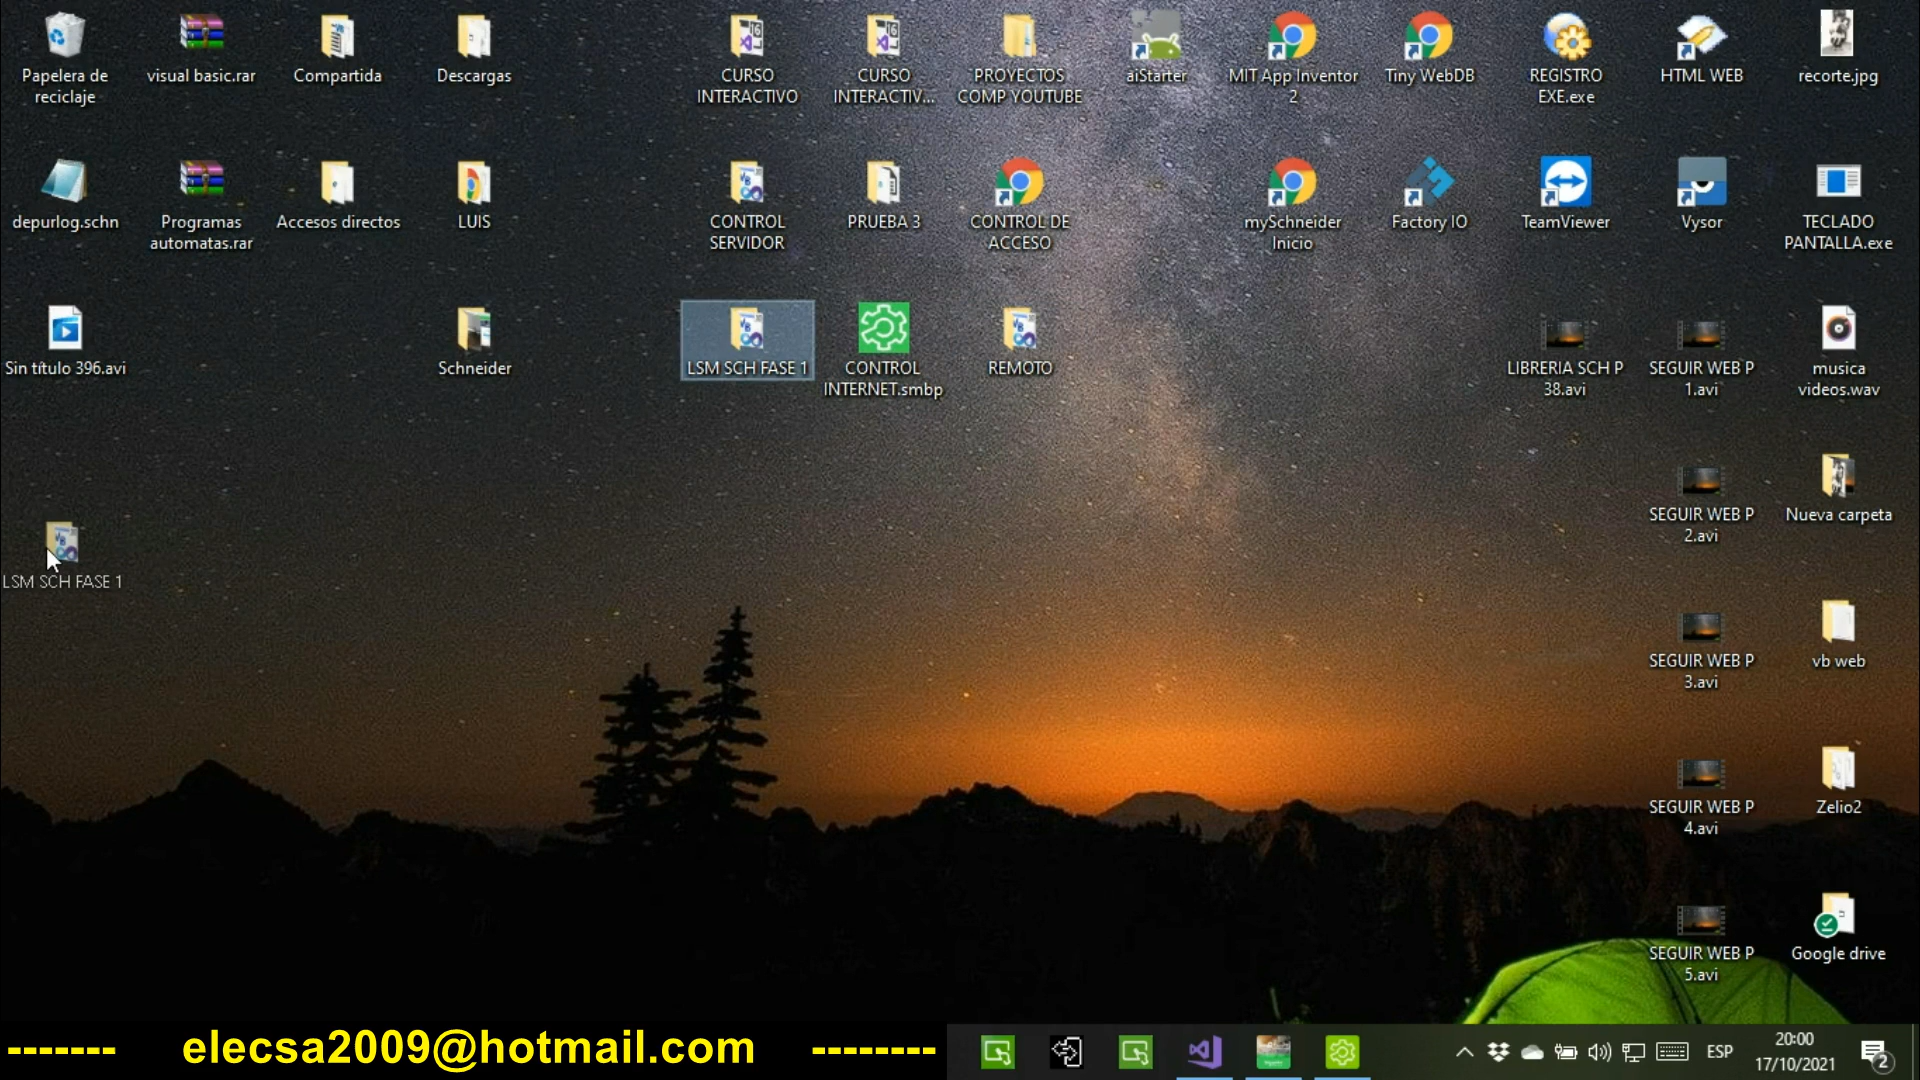 Papelera de
reciclaje
visual basic.rar
Compartida
Descargas
CURSO
INTERACTIVO
CURSO
INTERACTIV...
PROYECTOS
COMP YOUTUBE
aiStarter
MIT App Inventor
2
Tiny WebDB
REGISTRO
EXE.exe
HTML WEB
recorte.jpg
depurlog.schn
Programas
automatas.rar
Accesos directos
LUIS
CONTROL
SERVIDOR
PRUEBA 3
CONTROL DE
ACCESO
mySchneider
Inicio
Factory IO
TeamViewer
Vysor
TECLADO
PANTALLA.exe
Sin título 396.avi
Schneider
LSM SCH FASE 1
CONTROL
INTERNET.smbp
REMOTO
LIBRERIA SCH P
38.avi
SEGUIR WEB P
1.avi
musica
videos.wav
SEGUIR WEB P
2.avi
Nueva carpeta
LSM SCH FASE 1
SEGUIR WEB P
3.avi
vb web
SEGUIR WEB P
4.avi
Zelio2
SEGUIR WEB P
5.avi
Google drive
------- elecsa2009@hotmail.com --------
ESP
20:00
17/10/2021
2